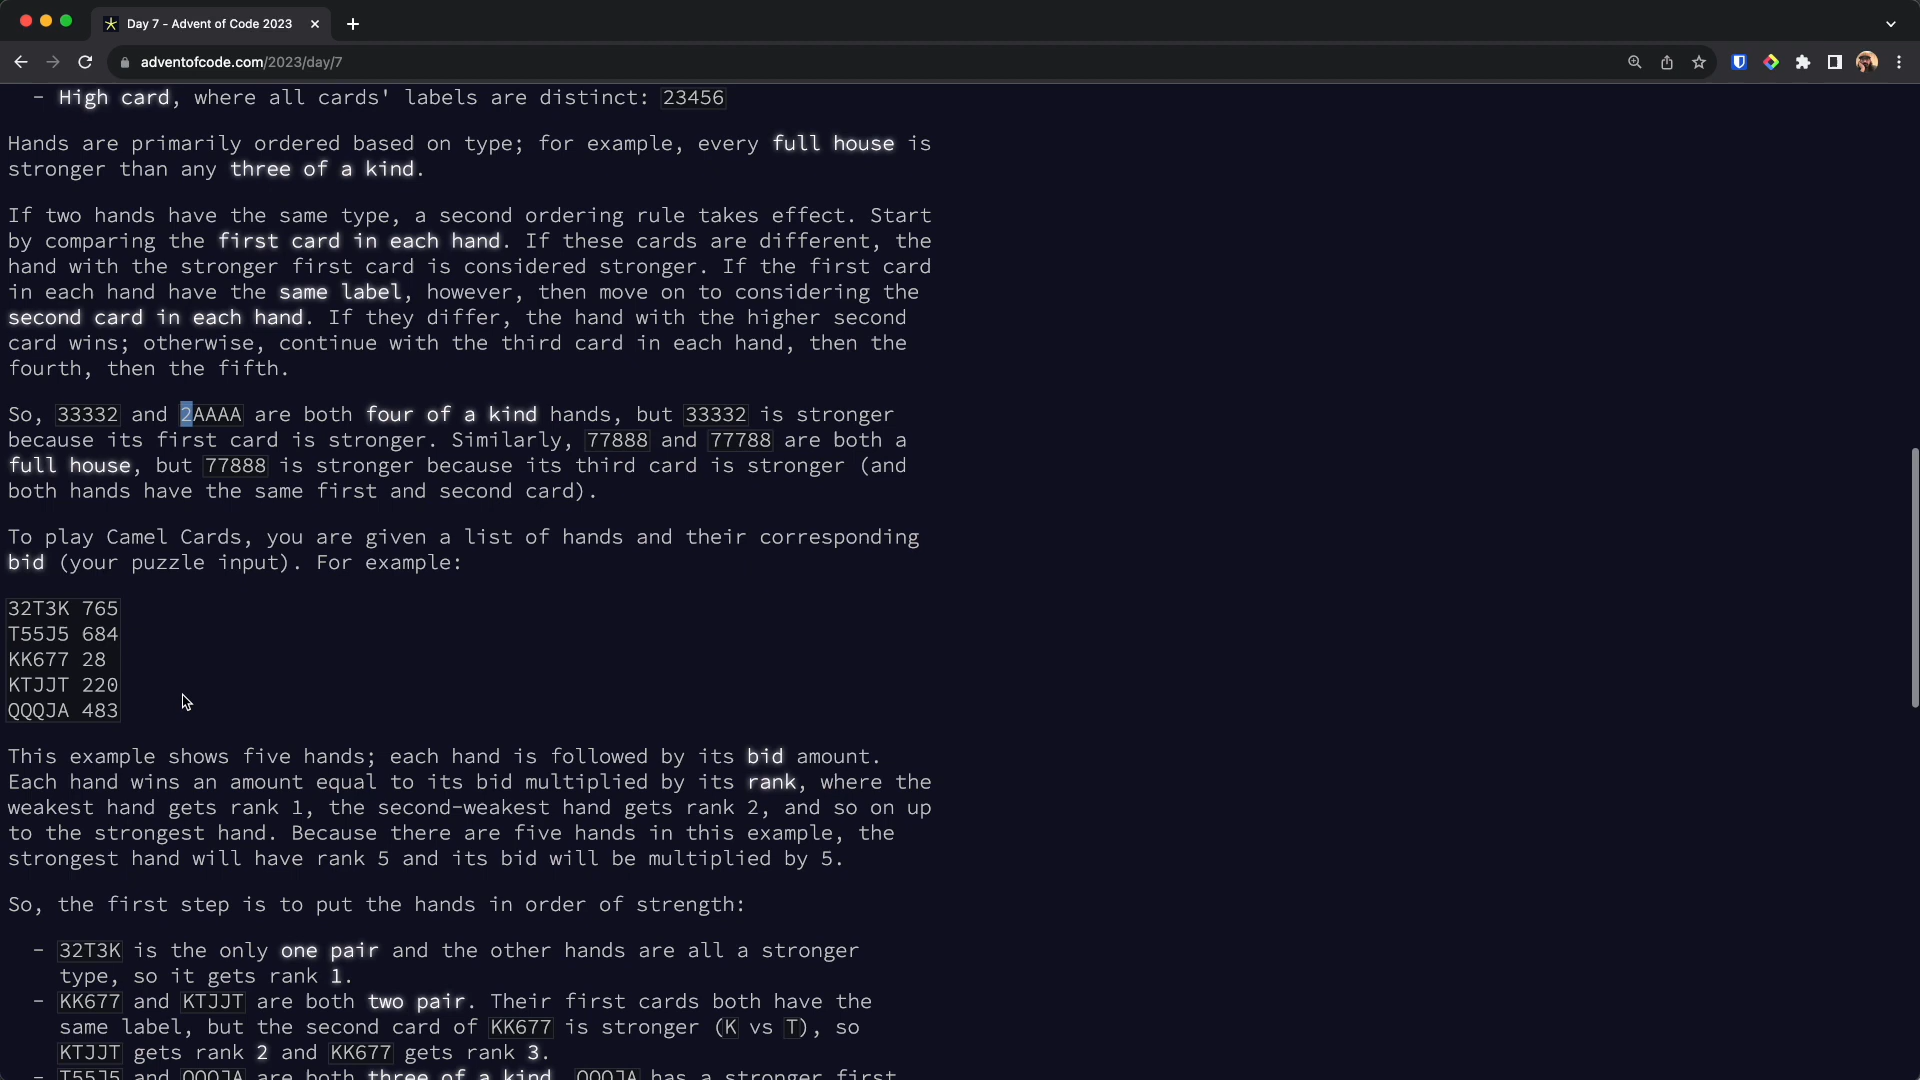 Day 7 - Advent of Code 2023
adventofcode.com/2023/day/7
- High card, where all cards' labels are distinct: 23456
Hands are primarily ordered based on type; for example, every full house is
stronger than any three of a kind.
If two hands have the same type, a second ordering rule takes effect. Start
by comparing the first card in each hand. If these cards are different, the
hand with the stronger first card is considered stronger. If the first card
in each hand have the same label, however, then move on to considering the
second card in each hand. If they differ, the hand with the higher second
card wins; otherwise, continue with the third card in each hand, then the
fourth, then the fifth.
So, 33332 and 2AAAA are both four of a kind hands, but 33332 is stronger
because its first card is stronger. Similarly, 77888 and 77788 are both a
full house, but 77888 is stronger because its third card is stronger (and
both hands have the same first and second card).
To play Camel Cards, you are given a list of hands and their corresponding
bid (your puzzle input). For example:
32T3K 765
T55J5 684
KK677 28
KTJJT 220
QQQJA 483
This example shows five hands; each hand is followed by its bid amount.
Each hand wins an amount equal to its bid multiplied by its rank, where the
weakest hand gets rank 1, the second-weakest hand gets rank 2, and so on up
to the strongest hand. Because there are five hands in this example, the
strongest hand will have rank 5 and its bid will be multiplied by 5.
So, the first step is to put the hands in order of strength:
- 32T3K is the only one pair and the other hands are all a stronger
type, so it gets rank 1.
- KK677 and KTJJT are both two pair. Their first cards both have the
same label, but the second card of KK677 is stronger (K vs T), so
KTJJT gets rank 2 and KK677 gets rank 3.
- T55J5 and QQQJA are both three of a kind. QQQJA has a stronger first